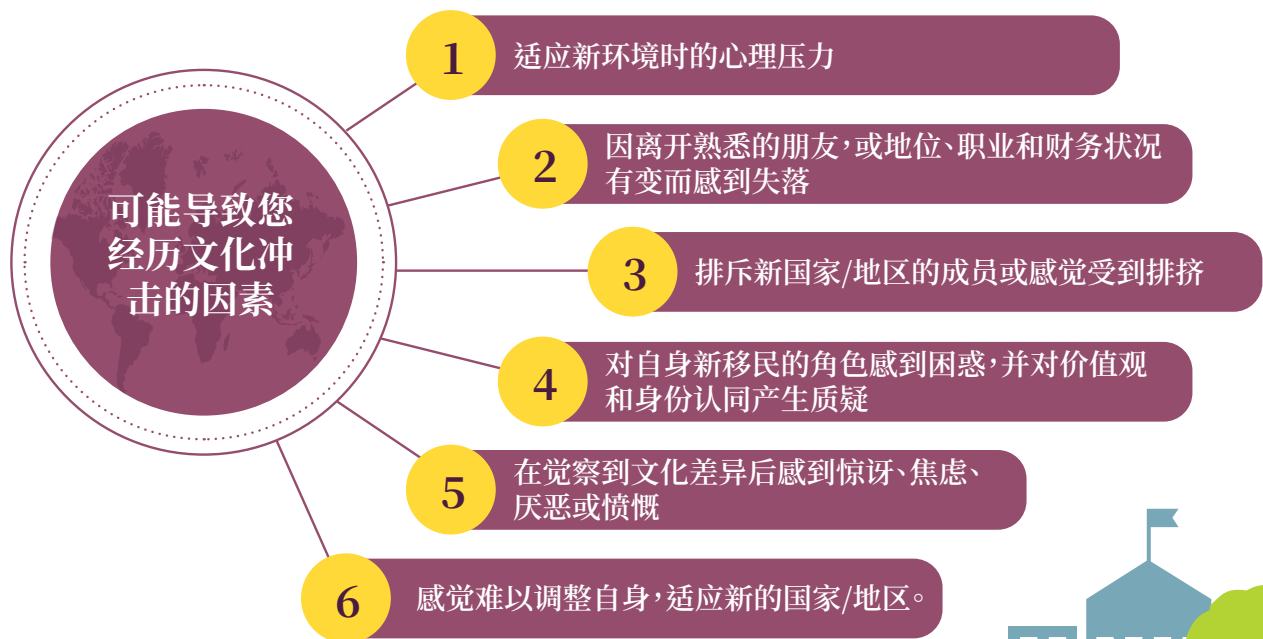 可能导致您
经历文化冲
击的因素
1
适应新环境时的心理压力
2
因离开熟悉的朋友，或地位、职业和财务状况
有变而感到失落
3
排斥新国家/地区的成员或感觉受到排挤
4
对自身新移民的角色感到困惑，并对价值观
和身份认同产生质疑
5
在觉察到文化差异后感到惊讶、焦虑、
厌恶或愤慨
6
感觉难以调整自身，适应新的国家/地区。